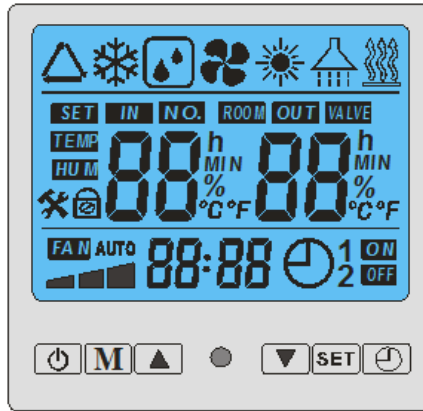 SET IN NO. ROOM OUT VALVE
TEMP 88 h 88 h
HUM MIN MIN
% %
°C °F °C °F
FAN AUTO 88:88 1 ON
2 OFF
M SET